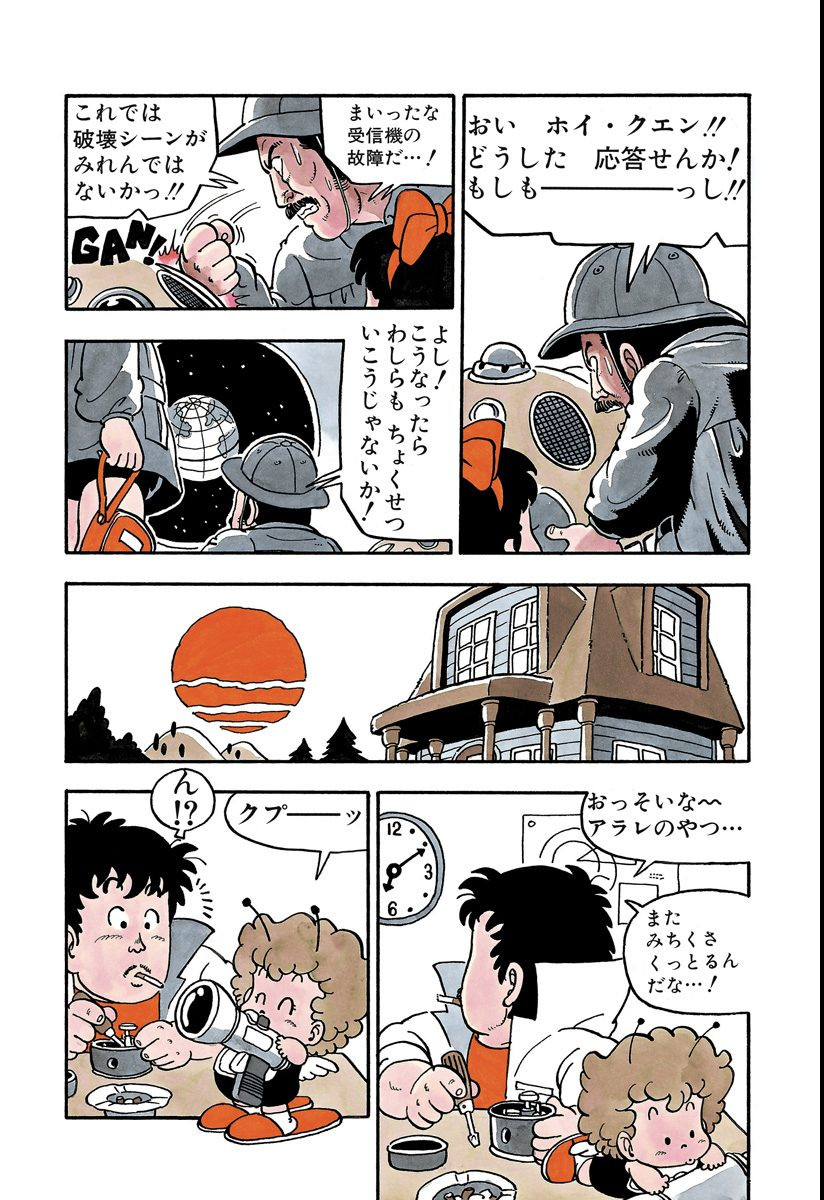 おい ホイ・クエン!!
どうした 応答せんか!
もしも――――っし!!
まいったな
受信機の
故障だ…!
これでは
破壊シーンが
みれんでは
ないかっ!!
GAN!
よし!
こうなったら
わしらも ちょくせつ
いこうじゃないか!
おっそいな〜
アラレのやつ…
また
みちくさ
くっとるん
だな…!
12
3
6
クプ――ッ
ん!?